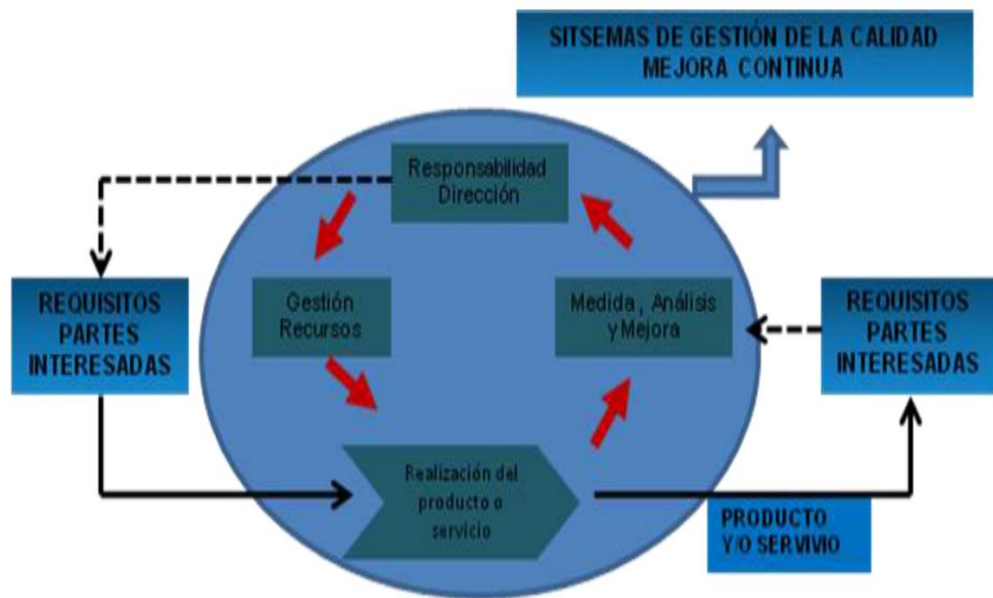 SITSEMAS DE GESTIÓN DE LA CALIDAD
MEJORA CONTINUA
Responsabilidad
Dirección
REQUISITOS
PARTES
INTERESADAS
Gestión
Recursos
Medida, Análisis
y Mejora
REQUISITOS
PARTES
INTERESADAS
Realización del
producto o
servicio
PRODUCTO
Y/O SERVIVIO